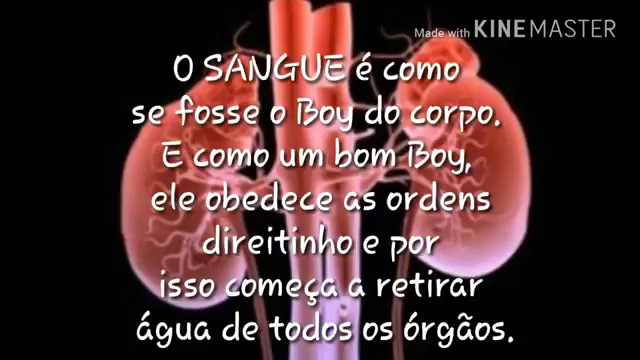 Made with KINEMASTER
O SANGUE é como
se fosse o Boy do corpo.
E como um bom Boy,
ele obedece as ordens
direitinho e por
isso começa a retirar
água de todos os órgãos.